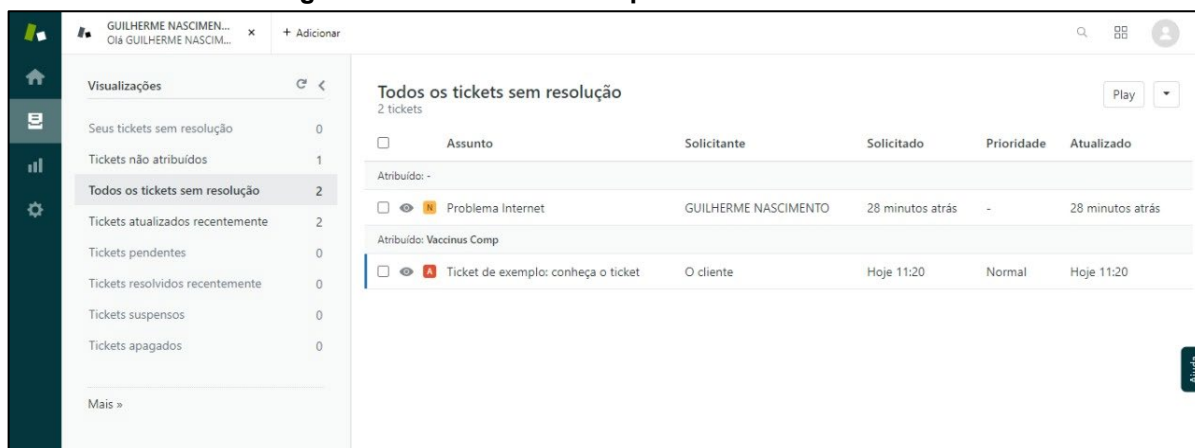 GUILHERME NASCIMEN...
Olá GUILHERME NASCIM...
×
+ Adicionar
Visualizações
Seus tickets sem resolução 0
Tickets não atribuídos 1
Todos os tickets sem resolução 2
Tickets atualizados recentemente 2
Tickets pendentes 0
Tickets resolvidos recentemente 0
Tickets suspensos 0
Tickets apagados 0
Mais »
Todos os tickets sem resolução
2 tickets
Play
Assunto Solicitante Solicitado Prioridade Atualizado
Atribuído: -
N Problema Internet GUILHERME NASCIMENTO 28 minutos atrás - 28 minutos atrás
Atribuído: Vaccinus Comp
A Ticket de exemplo: conheça o ticket O cliente Hoje 11:20 Normal Hoje 11:20
Ajuda